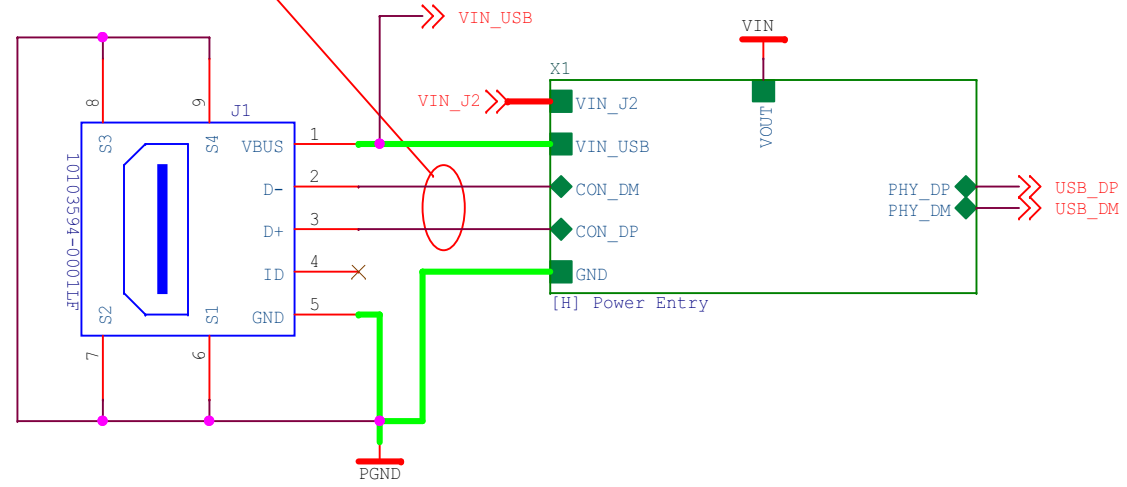 VIN_USB
VIN
X1
VIN_J2
VIN_J2
8
9
J1
S3
S4
VBUS
1
VIN_USB
VOUT
10103594-0001LF
D-
2
CON_DM
PHY_DP
USB_DP
PHY_DM
USB_DM
D+
3
CON_DP
ID
4
GND
S2
S1
GND
5
[H] Power Entry
7
6
PGND